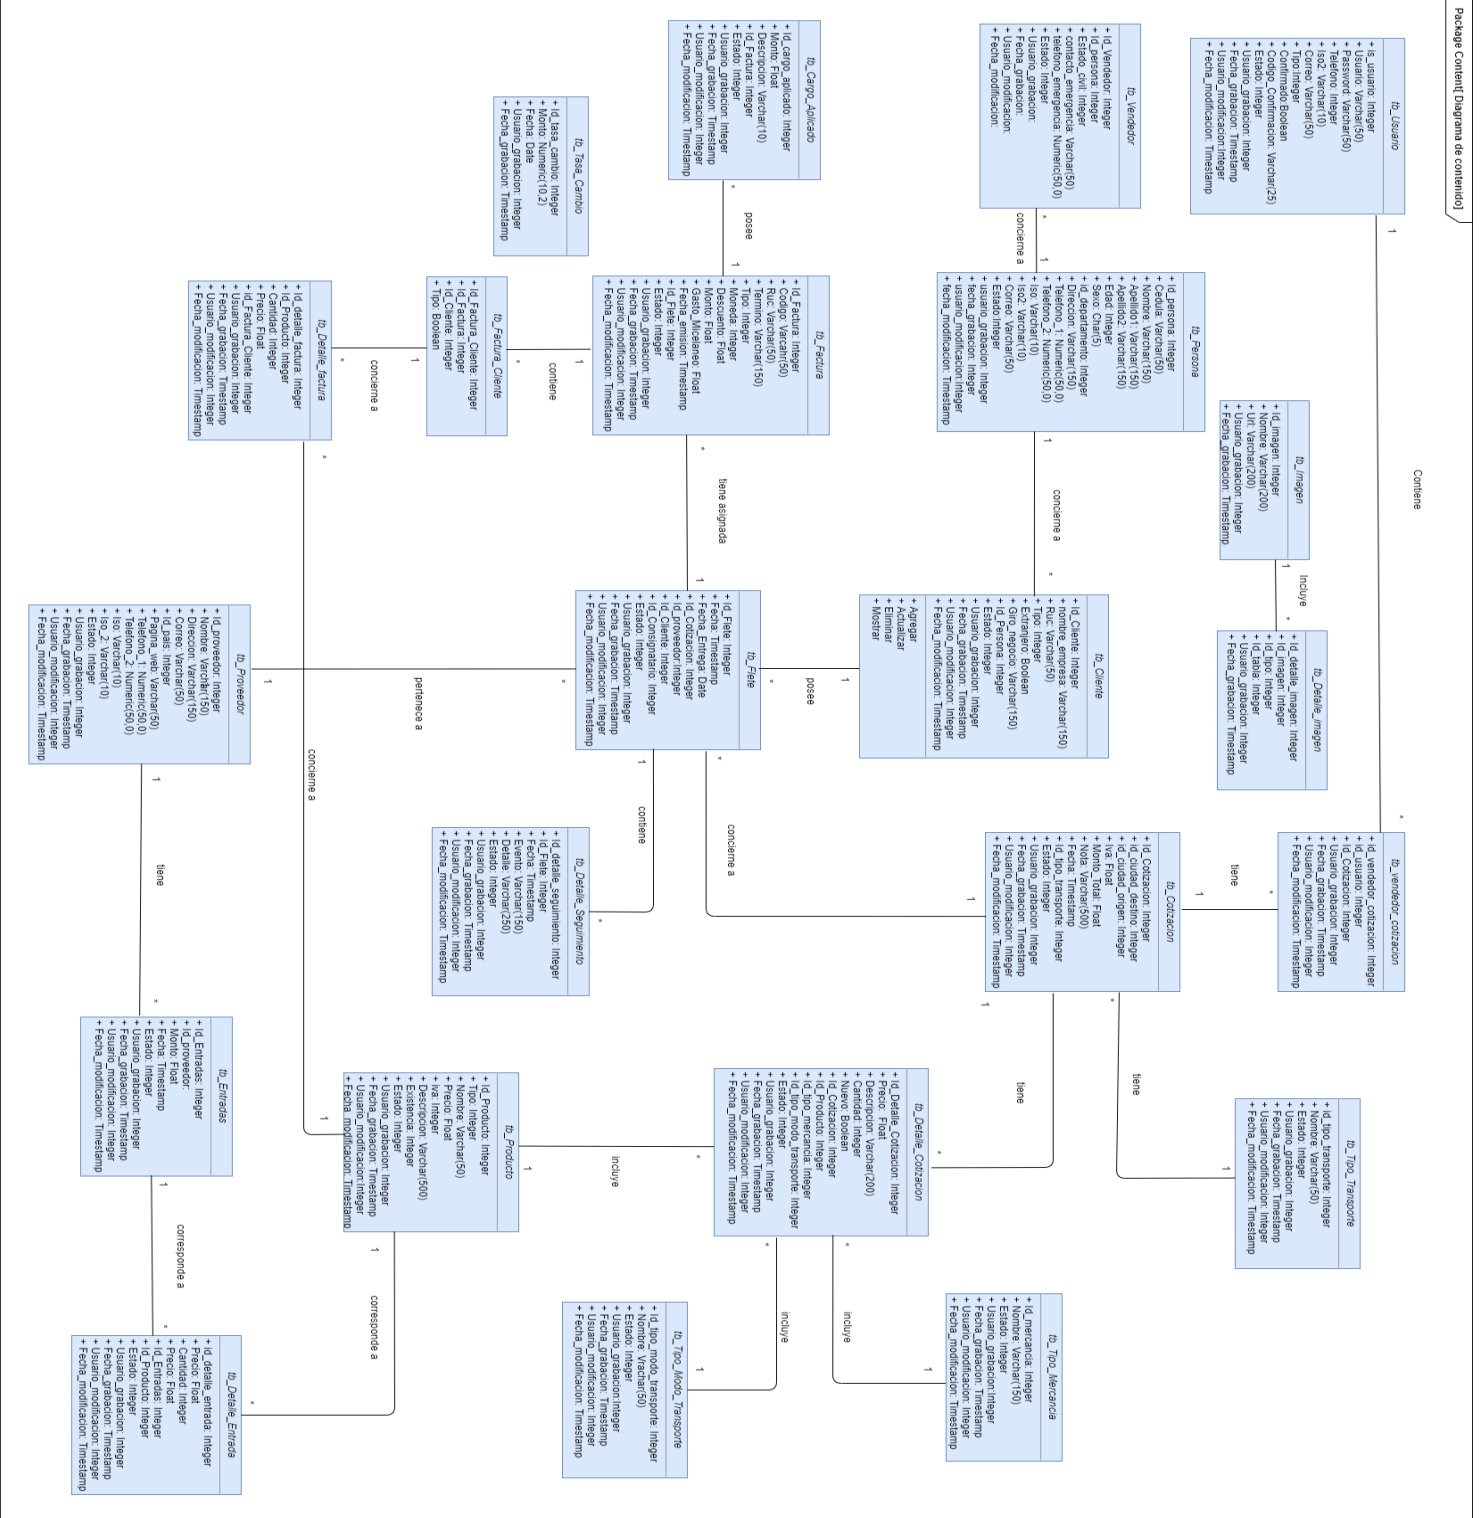 Package Content[ Diagrama de contenido]
tb_Usuario
+ is_usuario: Integer
+ Usuario: Varchar(50)
+ Password: Varchar(50)
+ Telefono: Integer
+ Iso2: Varchar(10)
+ Correo: Varchar(50)
+ Tipo:Integer
+ Confirmado:Boolean
+ Codigo_Confirmacion: Varchar(25)
+ Estado: Integer
+ Usuario_grabacion: Integer
+ Fecha_grabacion: Timestamp
+ Usuario_modificacion:Integer
+ Fecha_modificacion: Timestamp
1
Contiene
*
tb_vendedor_cotizacion
+ id_vendedor_cotizacion: Integer
+ id_usuario: Integer
+ Id_Cotizacion: Integer
+ Usuario_grabacion: Integer
+ Fecha_grabacion: Timestamp
+ Usuario_modificacion: Integer
+ Fecha_modificacion: Timestamp
*
tiene
1
tb_Imagen
+ Id_imagen: Integer
+ Nombre: Varchar(200)
+ Url: Varchar(200)
+ Usuario_grabacion: Integer
+ Fecha_grabacion: Timestamp
1
Incluye
*
tb_Detalle_imagen
+ Id_detalle_imagen: Integer
+ Id_imagen: Integer
+ Id_tipo: Integer
+ Id_tabla: Integer
+ Usuario_grabacion: Integer
+ Fecha_grabacion: Timestamp
tb_Vendedor
+ Id_Vendedor: Integer
+ Id_persona: Integer
+ Estado_civil: Integer
+ contacto_emergencia: Varchar(50)
+ telefono_emergencia: Numeric(50,0)
+ Estado: Integer
+ Usuario_grabacion:
+ Fecha_grabacion:
+ Usuario_modificacion:
+ Fecha_modificacion:
*
concierne a
1
tb_Persona
+ id_persona: Integer
+ Cedula: Varchar(50)
+ Nombre: Varchar(150)
+ Apellido1: Varchar(150)
+ Apellido2: Varchar(150)
+ Edad: Integer
+ Sexo: Char(5)
+ id_departamento: Integer
+ Direccion: Varchar(150)
+ Telefono_1: Numeric(50,0)
+ Telefono_2: Numeric(50,0)
+ Iso: Varchar(10)
+ Iso2: Varchar(10)
+ Correo: Varchar(50)
+ Estado:Integer
+ usuario_grabacion: Integer
+ fecha_grabacion: Integer
+ usuario_modificacion:Integer
+ fecha_modificacion: Timestamp
1
concierne a
*
tb_Cliente
+ Id_Cliente: Integer
+ nombre_empresa: Varchar(150)
+ Ruc: Varchar(50)
+ Tipo: Integer
+ Extranjero: Boolean
+ Giro_negocio: Varchar(150)
+ Id_Persona: Integer
+ Estado: Integer
+ Usuario_grabacion: Integer
+ Fecha_grabacion: Timestamp
+ Usuario_modificacion: Integer
+ Fecha_modificacion: Timestamp
+ Agregar
+ Actualizar
+ Eliminar
+ Mostrar
1
posee
*
tb_Cotizacion
+ Id_Cotizacion: Integer
+ id_ciudad_destino: Integer
+ id_ciudad_origen: Integer
+ Iva: Float
+ Monto_Total: Float
+ Nota: Varchar(500)
+ Fecha: Timestamp
+ Id_tipo_transporte: Integer
+ Estado: Integer
+ Usuario_grabacion: Integer
+ Fecha_grabacion: Timestamp
+ Usuario_modificacion: Integer
+ Fecha_modificacion: Timestamp
*
tiene
1
tb_Tipo_Transporte
+ id_tipo_transporte: Integer
+ Nombre: Varchar(50)
+ Estado: Integer
+ Usuario_grabacion: Integer
+ Fecha_grabacion: Timestamp
+ Usuario_modificacion: Integer
+ Fecha_modificacion: Timestamp
1
tiene
*
tb_Cargo_Aplicado
+ Id_cargo_aplicado: Integer
+ Monto: Float
+ Descripcion: Varchar(10)
+ Id_Factura: Integer
+ Estado: Integer
+ Usuario_grabacion: Integer
+ Fecha_grabacion: Timestamp
+ Usuario_modificacion: Integer
+ Fecha_modificacion: Timestamp
*
posee
1
tb_Factura
+ Id_Factura: Integer
+ Codigo: Varcahr(50)
+ Ruc: Varchar(50)
+ Termino: Varchar(150)
+ Tipo: Integer
+ Moneda: Integer
+ Descuento: Float
+ Monto: Float
+ Gasto_Micelaneo: Float
+ Fecha_emision: Timestamp
+ Id_Flete: Integer
+ Estado: Integer
+ Usuario_grabacion: Integer
+ Fecha_grabacion: Timestamp
+ Usuario_modificacion: Integer
+ Fecha_modificacion: Timestamp
*
tiene asignada
1
tb_Flete
+ Id_Flete: Integer
+ Fecha: Timestamp
+ Fecha_Entrega: Date
+ Id_Cotizacion: Integer
+ Id_proveedor:Integer
+ Id_Cliente: Integer
+ Id_Consignatario: Integer
+ Estado: Integer
+ Usuario_grabacion: Integer
+ Fecha_grabacion: Timestamp
+ Usuario_modificacion: Integer
+ Fecha_modificacion: Timestamp
*
concierne a
1
tb_Detalle_Cotizacion
+ Id_Detalle_Cotizacion: Integer
+ Precio: Float
+ Descripcion: Varchar(200)
+ Cantidad: Integer
+ Nuevo: Boolean
+ Id_Cotizacion: Integer
+ Id_Producto: Integer
+ Id_tipo_mercancia: Integer
+ Id_tipo_modo_transporte: Integer
+ Estado: Integer
+ Usuario_grabacion: Integer
+ Fecha_grabacion: Timestamp
+ Usuario_modificacion: Integer
+ Fecha_modificacion: Timestamp
*
incluye
1
tb_Tipo_Mercancia
+ Id_mercancia: Integer
+ Nombre: Varchar(150)
+ Estado: Integer
+ Usuario_grabacion:Integer
+ Fecha_grabacion: Timestamp
+ Usuario_modificacion: Integer
+ Fecha_modificacion: Timestamp
*
incluye
1
tb_Tipo_Modo_Transporte
+ Id_tipo_modo_transporte: Integer
+ Nombre: Vrachar(50)
+ Estado: Integer
+ Usuario_grabacion:Integer
+ Fecha_grabacion: Timestamp
+ Usuario_modificacion: Integer
+ Fecha_modificacion: Timestamp
tb_Tasa_Cambio
+ Id_tasa_cambio: Integer
+ Monto: Numeric(10,2)
+ Fecha: Date
+ Usuario_grabacion: Integer
+ Fecha_grabacion: Timestamp
1
contiene
*
tb_Factura_Cliente
+ Id_Factura_Cliente: Integer
+ Id_Factura: Integer
+ Id_Cliente: Integer
+ Tipo: Boolean
1
concierne a
*
1
contiene
*
tb_Detalle_Seguimiento
+ Id_detalle_seguimiento: Integer
+ Id_Flete: Integer
+ Fecha: Timestamp
+ Evento: Varchar(150)
+ Detalle: Varchar(250)
+ Estado: Integer
+ Usuario_grabacion: Integer
+ Fecha_grabacion: Timestamp
+ Usuario_modificacion: Integer
+ Fecha_modificacion: Timestamp
*
incluye
1
tb_Producto
+ Id_Producto: Integer
+ Tipo: Integer
+ Nombre: Varchar(50)
+ Precio: Float
+ Iva: Integer
+ Descripcion: Varchar(500)
+ Existencia: Integer
+ Estado: Integer
+ Usuario_grabacion: Integer
+ Fecha_grabacion: Timestamp
+ Usuario_modificacion:Integer
+ Fecha_modificacion: Timestamp
1
corresponde a
*
tb_Detalle_factura
+ Id_detalle_factura: Integer
+ Id_Producto : Integer
+ Cantidad: Integer
+ Precio: Float
+ Id_Factura_Cliente: Integer
+ Usuario_grabacion: Integer
+ Fecha_grabacion: Timestamp
+ Usuario_modificacion: Integer
+ Fecha_modificacion: Timestamp
*
concierne a
1
*
pertenece a
1
tb_Proveedor
+ Id_proveedor: Integer
+ Nombre: Varchar(150)
+ Direccion: Varchar(150)
+ Correo: Varchar(50)
+ Id_pais: Integer
+ Pagina_web: Varchar(50)
+ Telefono_1: Numeric(50,0)
+ Telefono_2: Numeric(50,0)
+ Iso: Varchar(10)
+ Iso_2: Varchar(10)
+ Estado: Integer
+ Usuario_grabacion: Integer
+ Fecha_grabacion: Timestamp
+ Usuario_modificacion: Integer
+ Fecha_modificacion: Timestamp
1
tiene
*
tb_Entradas
+ Id_Entradas: Integer
+ Id_proveedor:
+ Monto: Float
+ Fecha: Timestamp
+ Estado: Integer
+ Usuario_grabacion: Integer
+ Fecha_grabacion: Timestamp
+ Usuario_modificacion: Integer
+ Fecha_modificacion: Timestamp
1
corresponde a
*
tb_Detalle_Entrada
+ id_detalle_entrada: Integer
+ Precio: Float
+ Cantidad: Integer
+ Precio: Float
+ Id_Entradas: Integer
+ Id_Producto: Integer
+ Estado: Integer
+ Usuario_grabacion: Integer
+ Fecha_grabacion: Timestamp
+ Usuario_modificacion: Integer
+ Fecha_modificacion: Timestamp